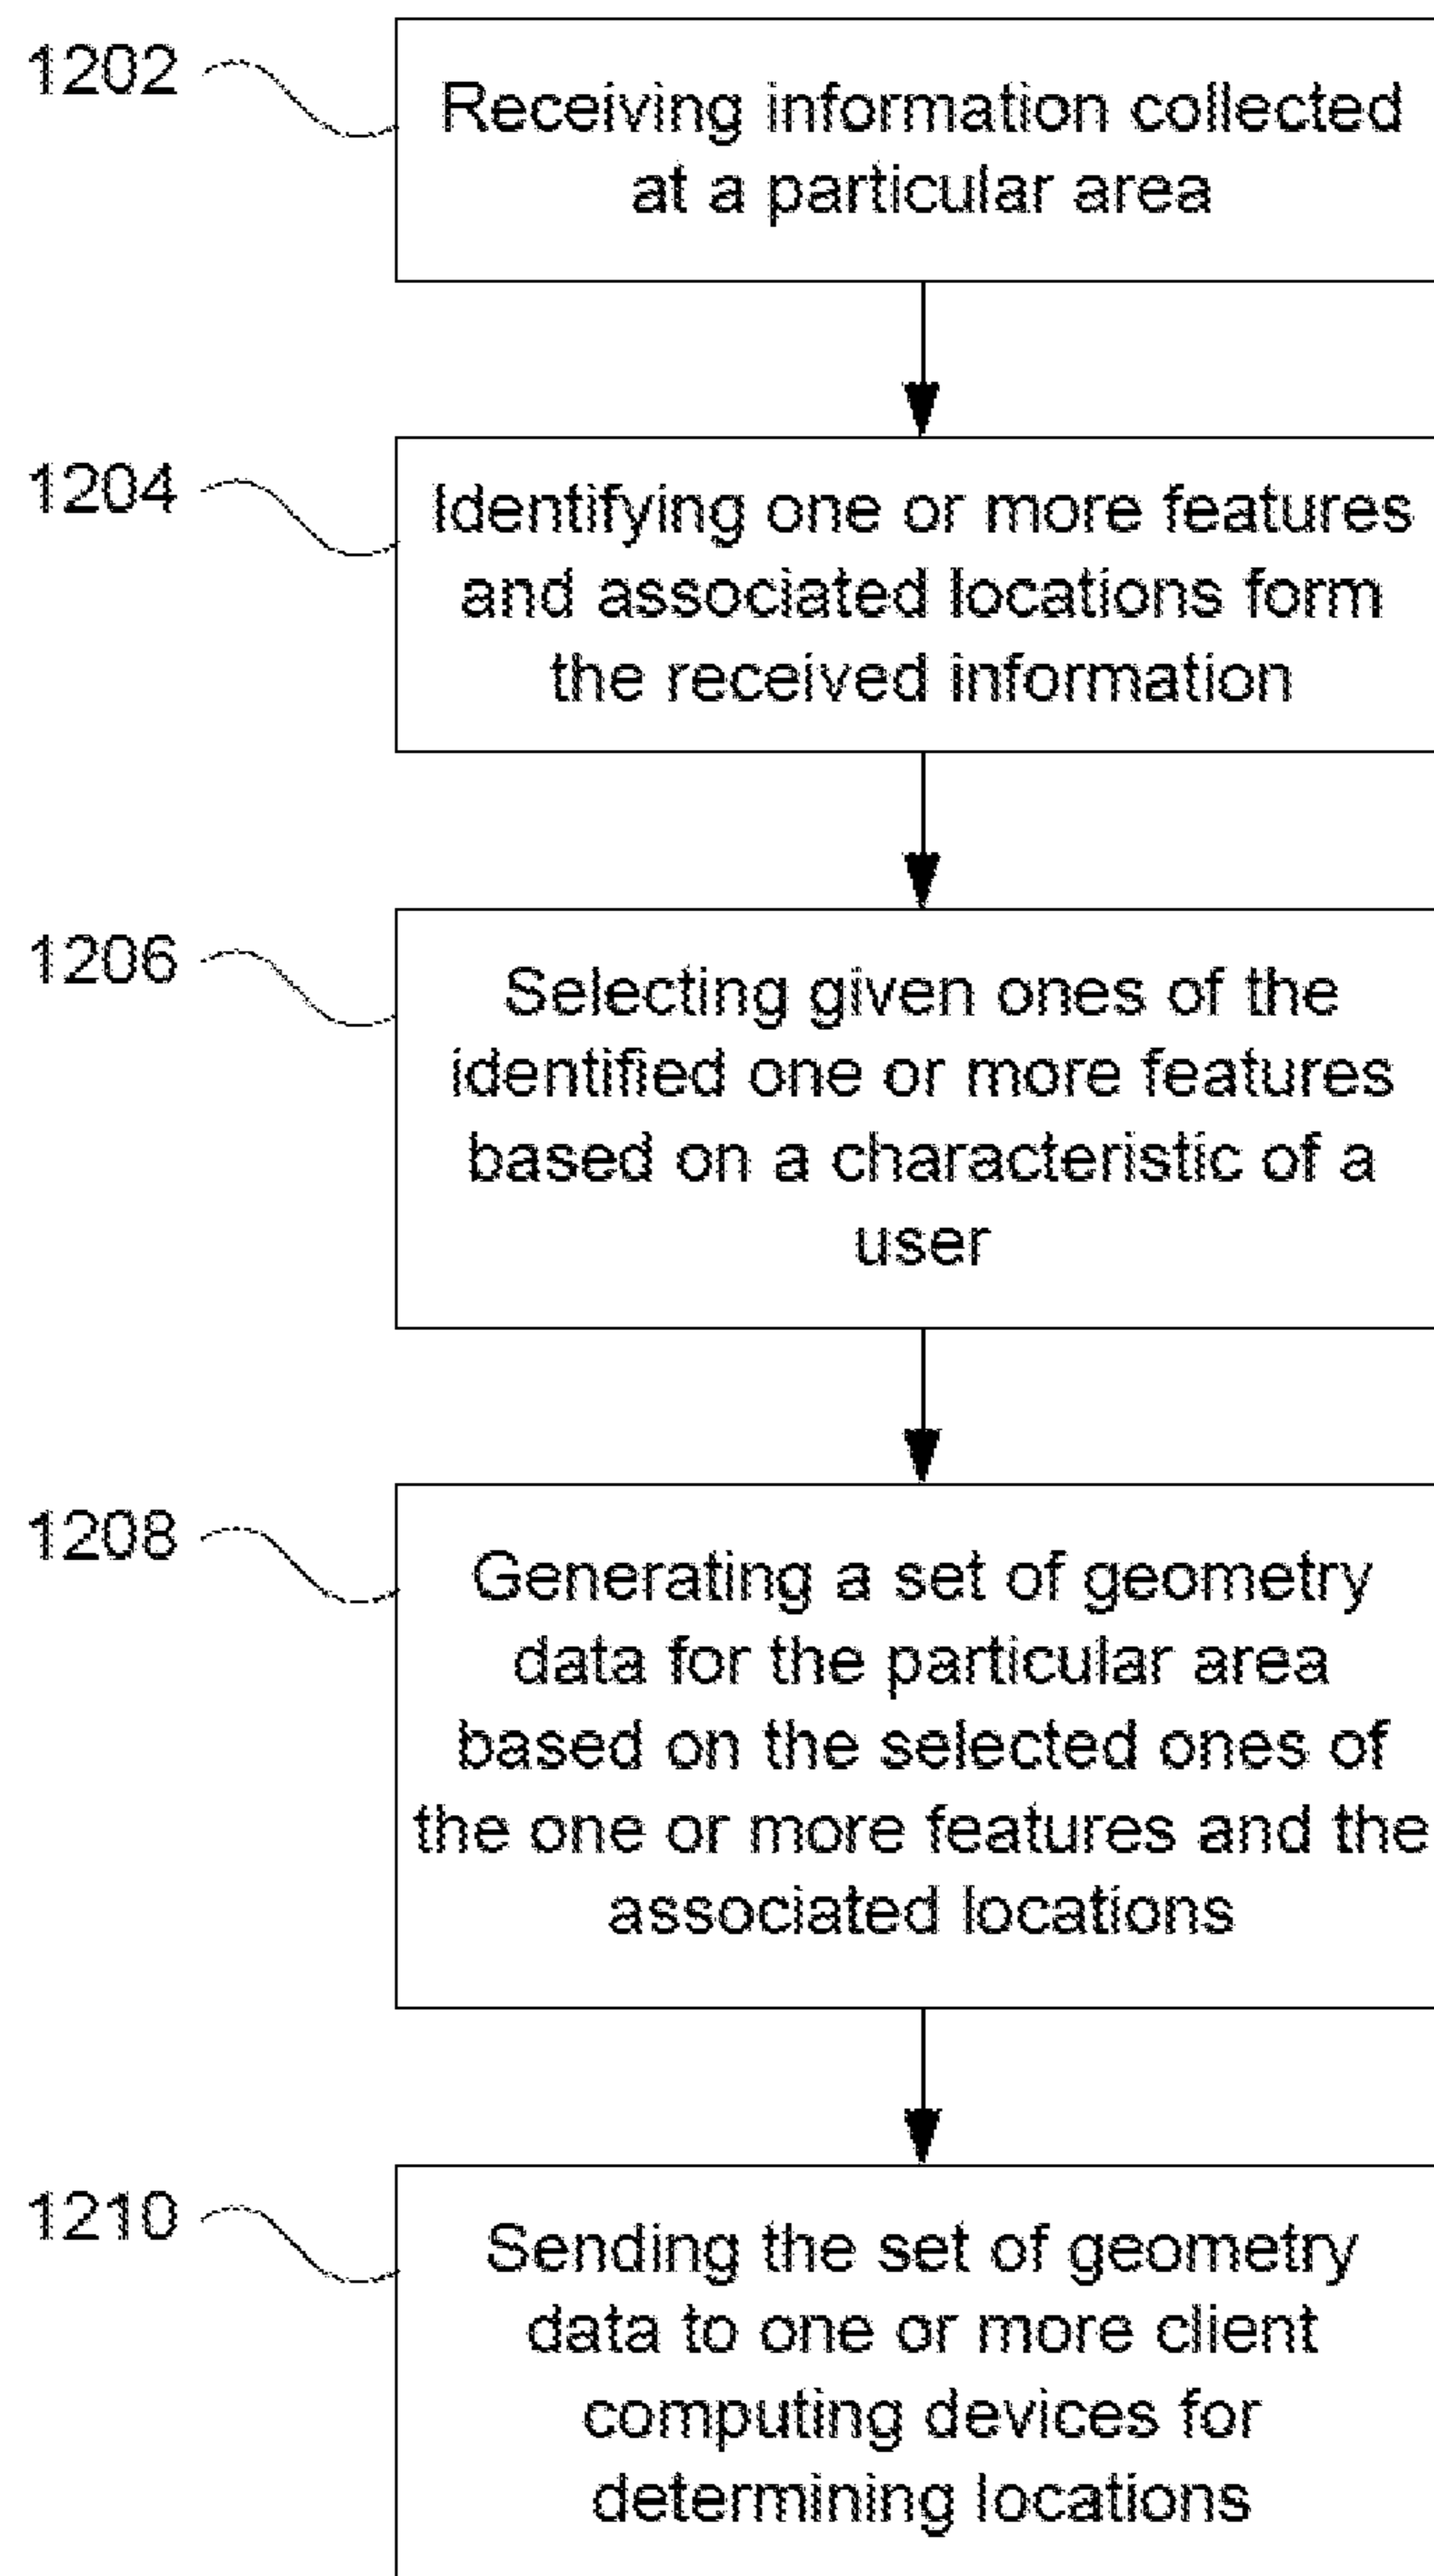 1202
Receiving information collected
at a particular area
1204
Identifying one or more features
and associated locations form
the received information
1206
Selecting given ones of the
identified one or more features
based on a characteristic of a
user
1208
Generating a set of geometry
data for the particular area
based on the selected ones of
the one or more features and the
associated locations
1210
Sending the set of geometry
data to one or more client
computing devices for
determining locations